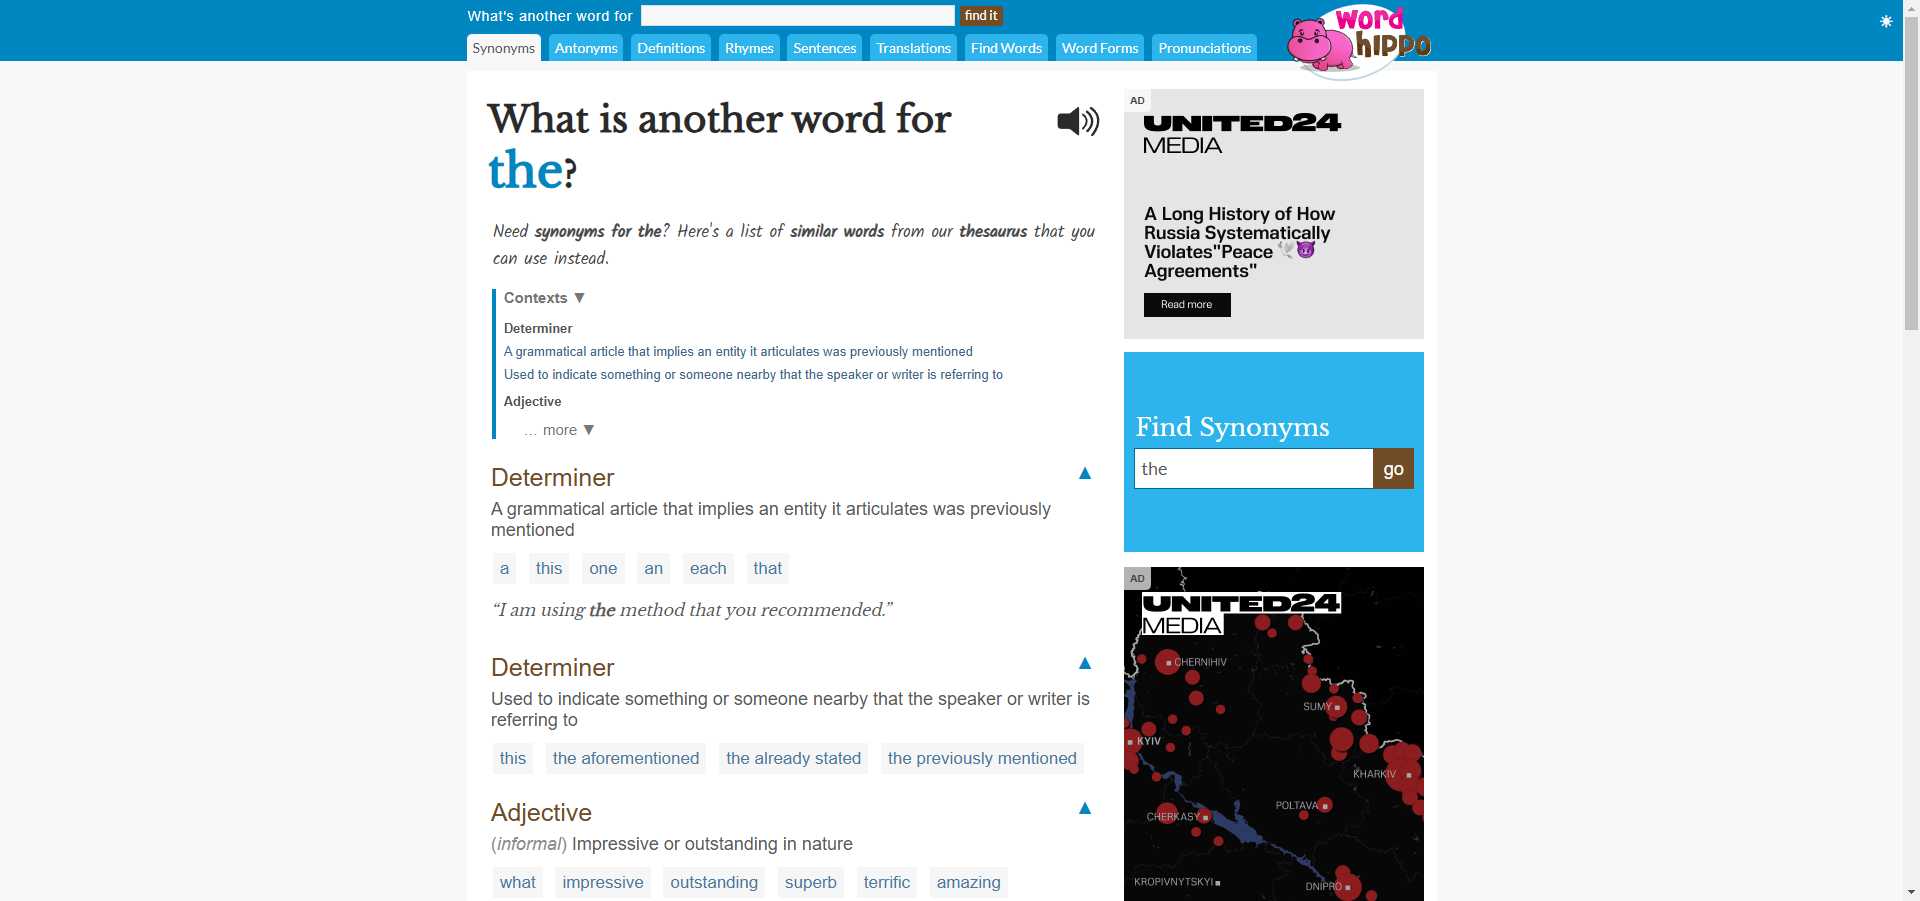 What's another word for
find it
word
hippo
Synonyms
Antonyms
Definitions
Rhymes
Sentences
Translations
Find Words
Word Forms
Pronunciations
What is another word for
the?
Need synonyms for the? Here's a list of similar words from our thesaurus that you
can use instead.
Contexts ▼
Determiner
A grammatical article that implies an entity it articulates was previously mentioned
Used to indicate something or someone nearby that the speaker or writer is referring to
Adjective
... more ▼
Determiner ▲
A grammatical article that implies an entity it articulates was previously
mentioned
a this one an each that
“I am using the method that you recommended.”
Determiner ▲
Used to indicate something or someone nearby that the speaker or writer is
referring to
this the aforementioned the already stated the previously mentioned
Adjective ▲
(informal) Impressive or outstanding in nature
what impressive outstanding superb terrific amazing
AD
UNITED24
MEDIA
A Long History of How
Russia Systematically
Violates"Peace 🕊😈
Agreements"
Read more
Find Synonyms
the
go
AD
UNITED24
MEDIA
CHERNIHIV
SUMY
KYIV
KHARKIV
POLTAVA
CHERKASY
KROPIVNYTSKYI
DNIPRO